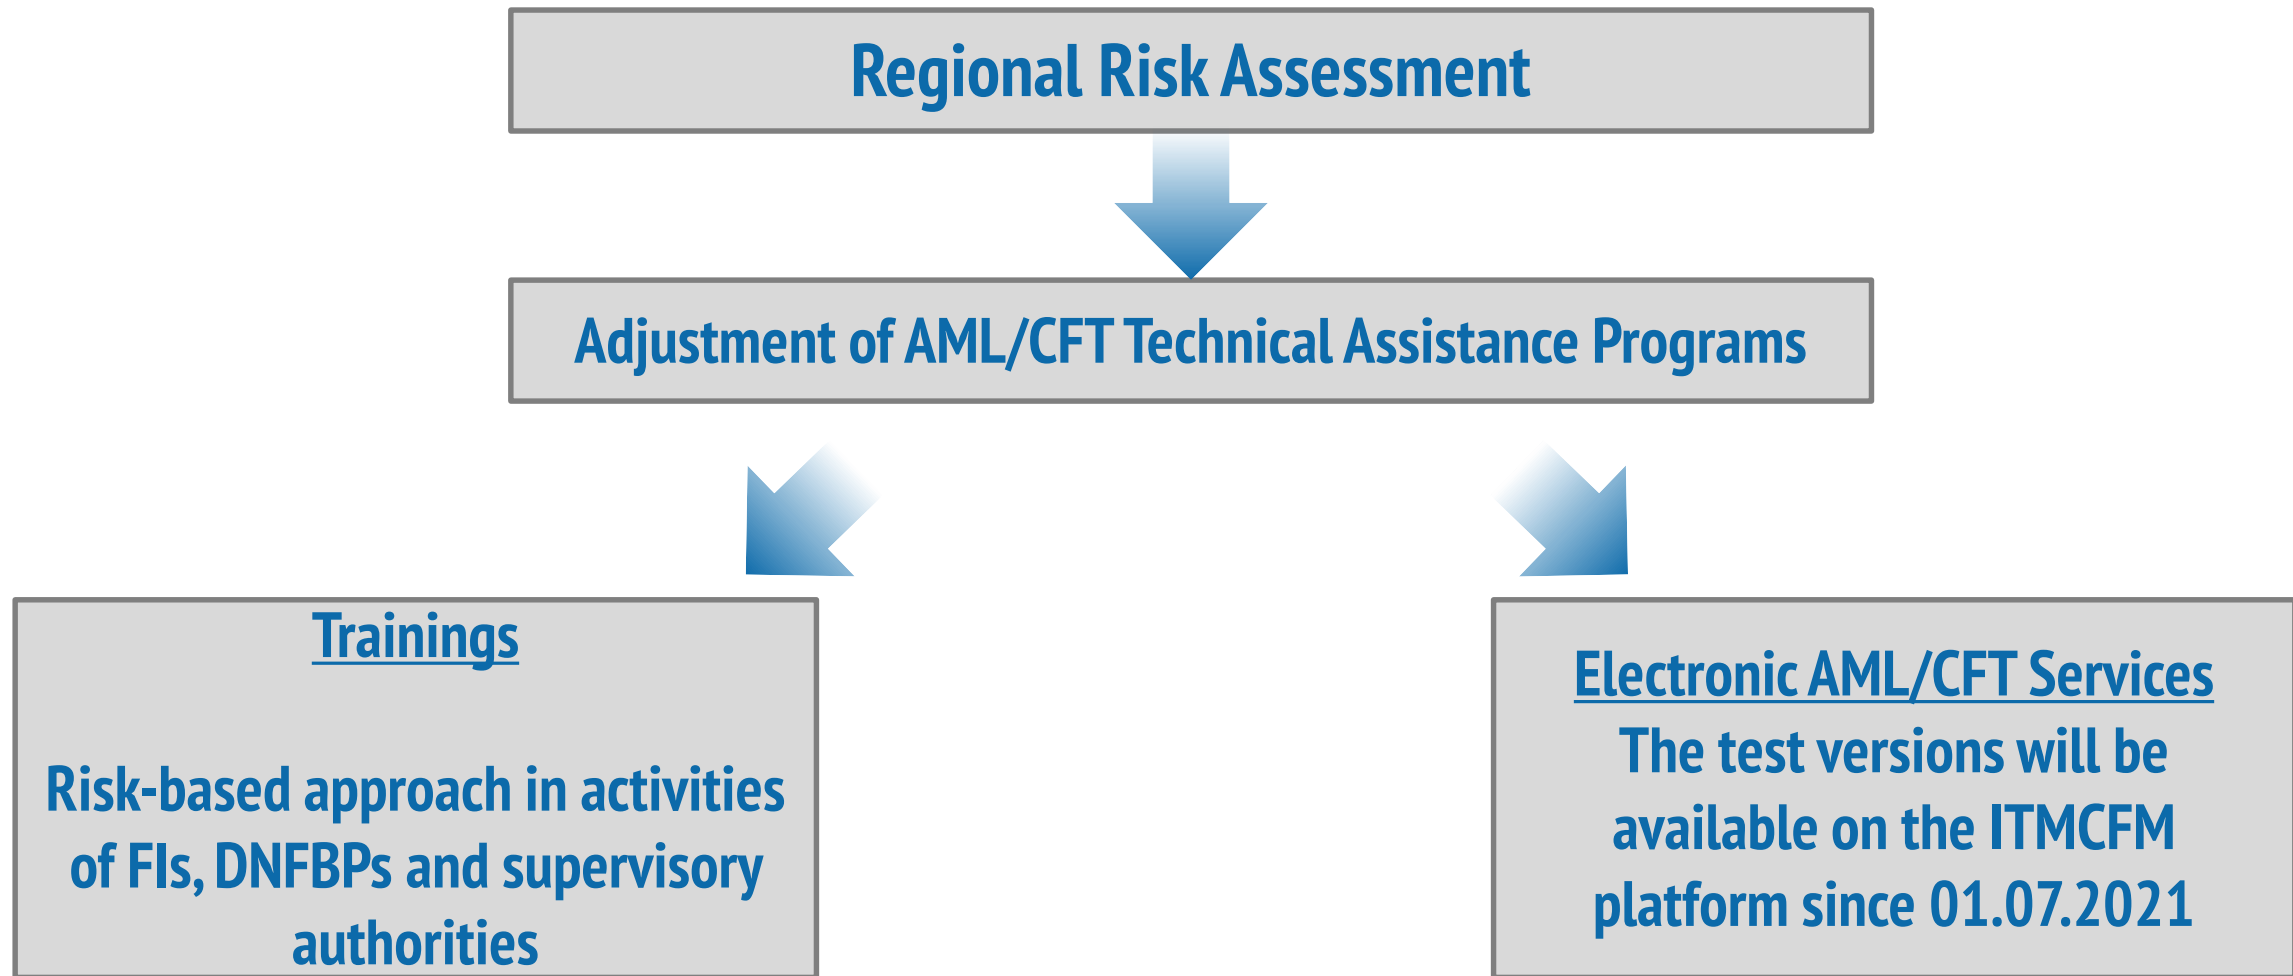 Regional Risk Assessment
Adjustment of AML/CFT Technical Assistance Programs
Trainings
Risk-based approach in activities
of FIs, DNFBPs and supervisory
authorities
Electronic AML/CFT Services
The test versions will be
available on the ITMCFM
platform since 01.07.2021